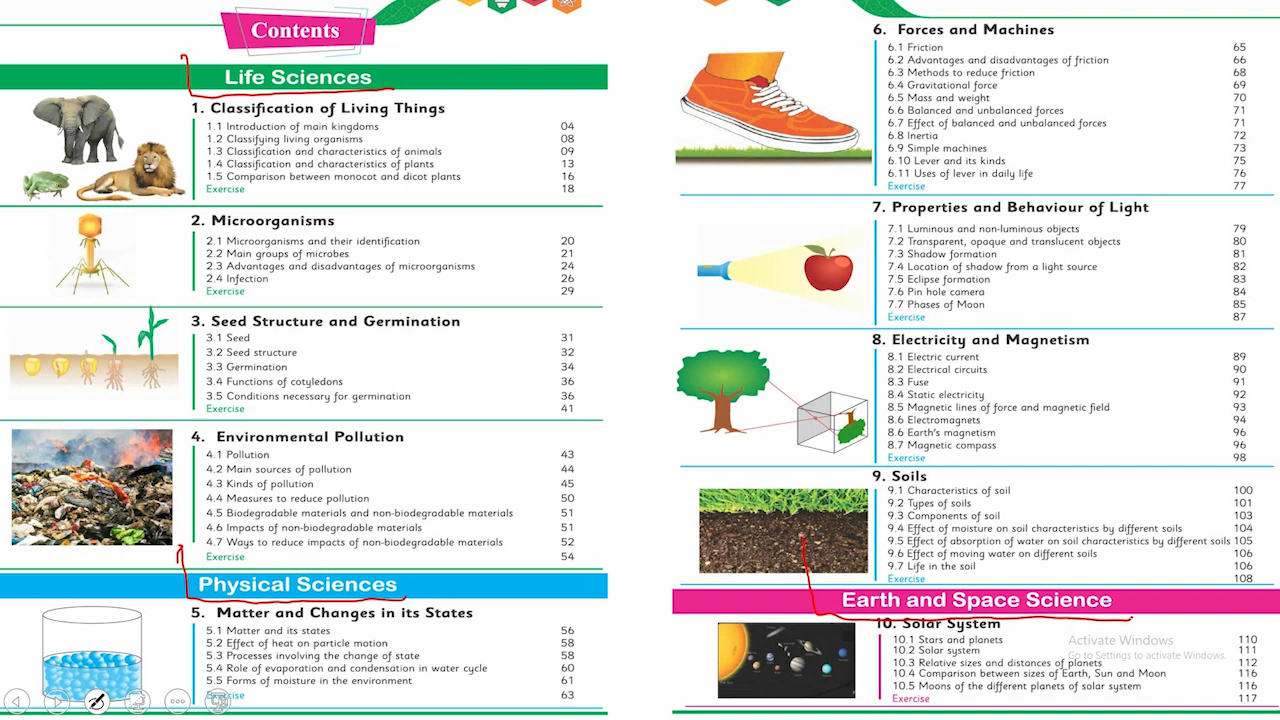 Contents
Life Sciences
1. Classification of Living Things
1.1 Introduction of main kingdoms 04
1.2 Classifying living organisms 08
1.3 Classification and characteristics of animals 09
1.4 Classification and characteristics of plants 13
1.5 Comparison between monocot and dicot plants 16
Exercise 18
2. Microorganisms
2.1 Microorganisms and their identification 20
2.2 Main groups of microbes 21
2.3 Advantages and disadvantages of microorganisms 24
2.4 Infection 26
Exercise 29
3. Seed Structure and Germination
3.1 Seed 31
3.2 Seed structure 32
3.3 Germination 34
3.4 Functions of cotyledons 36
3.5 Conditions necessary for germination 36
Exercise 41
4. Environmental Pollution
4.1 Pollution 43
4.2 Main sources of pollution 44
4.3 Kinds of pollution 45
4.4 Measures to reduce pollution 50
4.5 Biodegradable materials and non-biodegradable materials 51
4.6 Impacts of non-biodegradable materials 51
4.7 Ways to reduce impacts of non-biodegradable materials 52
Exercise 54
Physical Sciences
5. Matter and Changes in its States
5.1 Matter and its states 56
5.2 Effect of heat on particle motion 58
5.3 Processes involving the change of state 58
5.4 Role of evaporation and condensation in water cycle 60
5.5 Forms of moisture in the environment 61
Exercise 63
6. Forces and Machines
6.1 Friction 65
6.2 Advantages and disadvantages of friction 66
6.3 Methods to reduce friction 68
6.4 Gravitational force 69
6.5 Mass and weight 70
6.6 Balanced and unbalanced forces 71
6.7 Effect of balanced and unbalanced forces 71
6.8 Inertia 72
6.9 Simple machines 73
6.10 Lever and its kinds 75
6.11 Uses of lever in daily life 76
Exercise 77
7. Properties and Behaviour of Light
7.1 Luminous and non-luminous objects 79
7.2 Transparent, opaque and translucent objects 80
7.3 Shadow formation 81
7.4 Location of shadow from a light source 82
7.5 Eclipse formation 83
7.6 Pin hole camera 84
7.7 Phases of Moon 85
Exercise 87
8. Electricity and Magnetism
8.1 Electric current 89
8.2 Electrical circuits 90
8.3 Fuse 91
8.4 Static electricity 92
8.5 Magnetic lines of force and magnetic field 93
8.6 Electromagnets 94
8.6 Earth's magnetism 96
8.7 Magnetic compass 96
Exercise 98
9. Soils
9.1 Characteristics of soil 100
9.2 Types of soils 101
9.3 Components of soil 103
9.4 Effect of moisture on soil characteristics by different soils 104
9.5 Effect of absorption of water on soil characteristics by different soils 105
9.6 Effect of moving water on different soils 106
9.7 Life in the soil 106
Exercise 108
Earth and Space Science
10. Solar System
10.1 Stars and planets 10
10.2 Solar system 111
10.3 Relative sizes and distances of planets 112
10.4 Comparison between sizes of Earth, Sun and Moon 116
10.5 Moons of the different planets of solar system 116
Exercise 117
Activate Windows
Go to Settings to activate Windows.